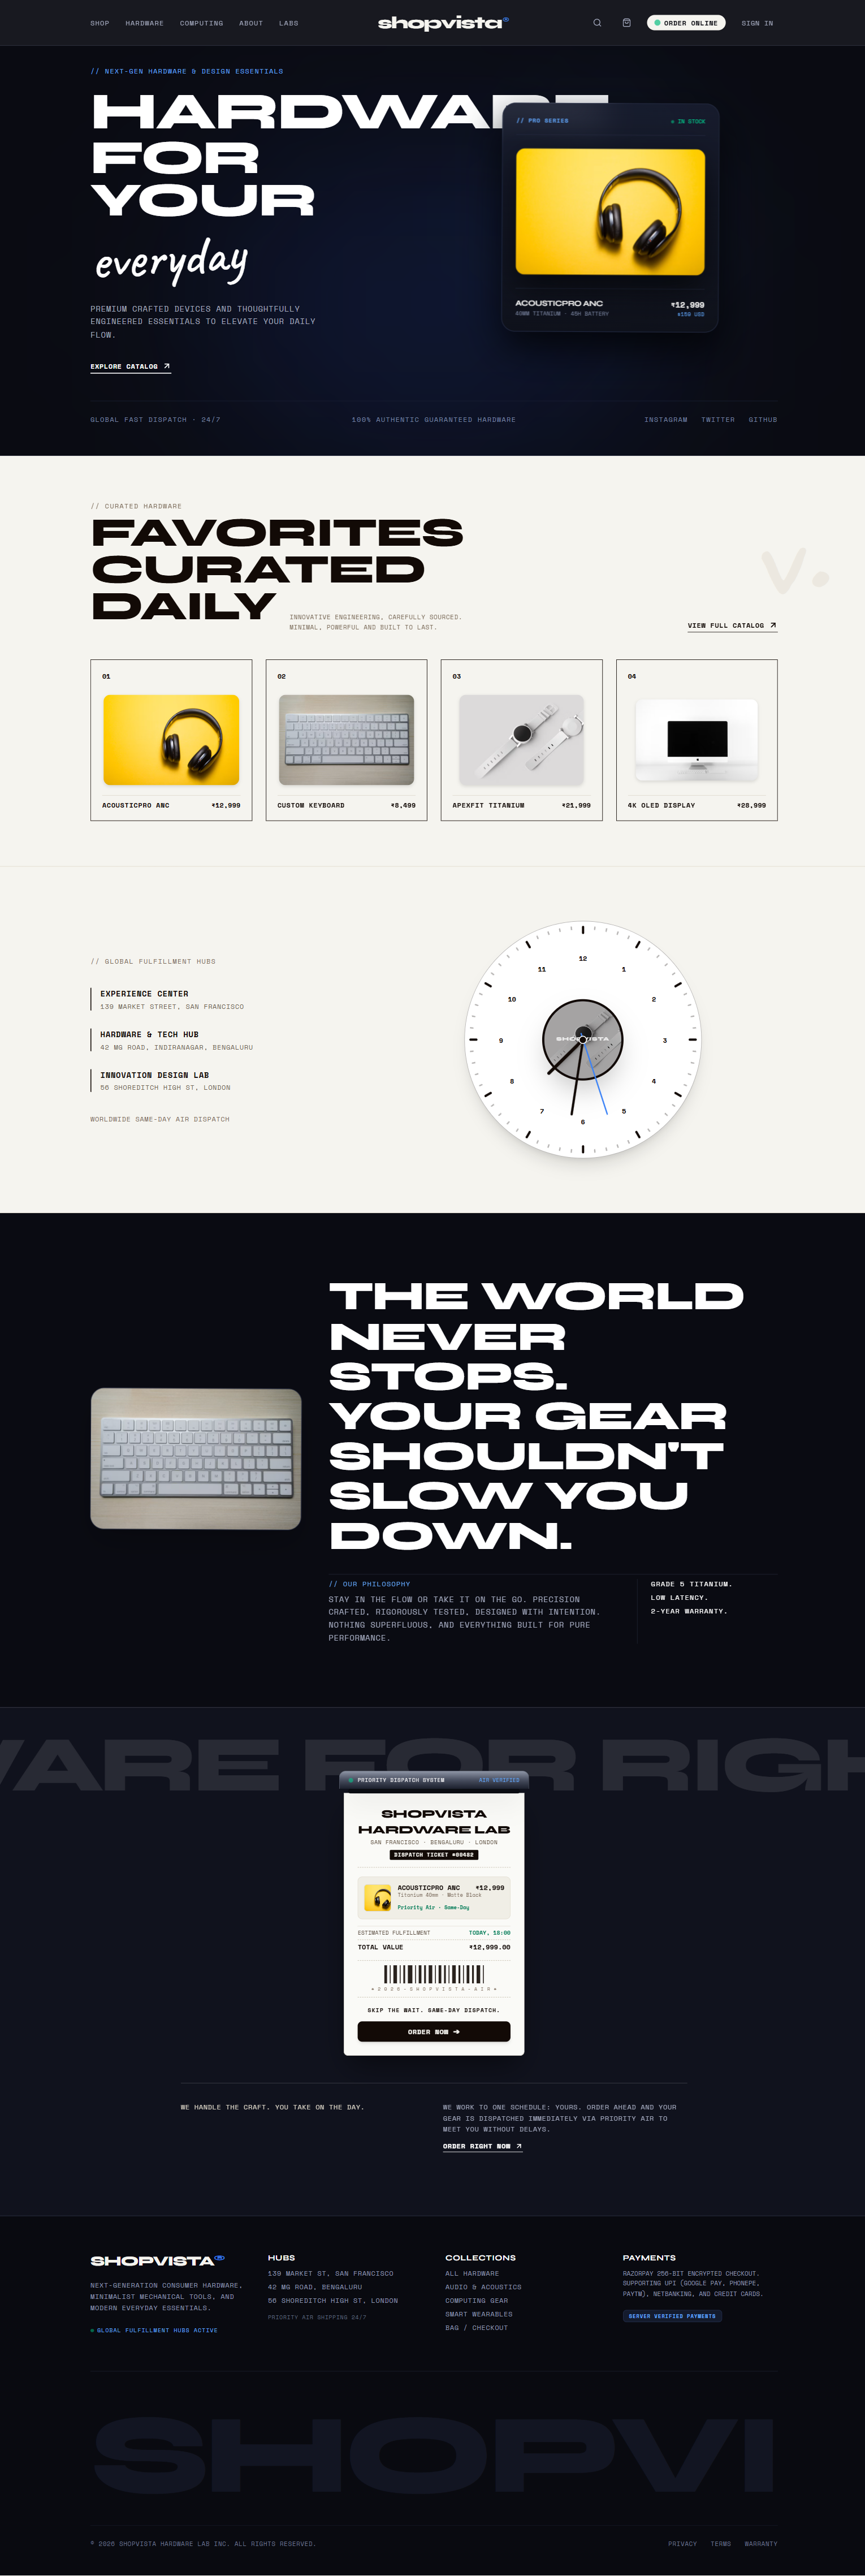 SHOP HARDWARE COMPUTING ABOUT LABS
shopvista®
ORDER ONLINE SIGN IN
// NEXT-GEN HARDWARE & DESIGN ESSENTIALS
HARDWARE
FOR
YOUR
everyday
// PRO SERIES
IN STOCK
ACOUSTICPRO ANC
₹12,999
40MM TITANIUM · 45H BATTERY
$159 USD
PREMIUM CRAFTED DEVICES AND THOUGHTFULLY
ENGINEERED ESSENTIALS TO ELEVATE YOUR DAILY
FLOW.
EXPLORE CATALOG
GLOBAL FAST DISPATCH · 24/7
100% AUTHENTIC GUARANTEED HARDWARE
INSTAGRAM TWITTER GITHUB
// CURATED HARDWARE
FAVORITES
CURATED
DAILY
INNOVATIVE ENGINEERING, CAREFULLY SOURCED.
MINIMAL, POWERFUL AND BUILT TO LAST.
V.
VIEW FULL CATALOG
01
ACOUSTICPRO ANC ₹12,999
02
CUSTOM KEYBOARD ₹8,499
03
APEXFIT TITANIUM ₹21,999
04
4K OLED DISPLAY ₹28,999
// GLOBAL FULFILLMENT HUBS
EXPERIENCE CENTER
139 MARKET STREET, SAN FRANCISCO
HARDWARE & TECH HUB
42 MG ROAD, INDIRANAGAR, BENGALURU
INNOVATION DESIGN LAB
56 SHOREDITCH HIGH ST, LONDON
WORLDWIDE SAME-DAY AIR DISPATCH
12
1
2
3
4
5
6
7
8
9
10
11
SHOPVISTA
THE WORLD
NEVER
STOPS.
YOUR GEAR
SHOULDN'T
SLOW YOU
DOWN.
// OUR PHILOSOPHY
STAY IN THE FLOW OR TAKE IT ON THE GO. PRECISION
CRAFTED, RIGOROUSLY TESTED, DESIGNED WITH INTENTION.
NOTHING SUPERFLUOUS, AND EVERYTHING BUILT FOR PURE
PERFORMANCE.
GRADE 5 TITANIUM.
LOW LATENCY.
2-YEAR WARRANTY.
WARE FOR RIGH
PRIORITY DISPATCH SYSTEM
AIR VERIFIED
SHOPVISTA
HARDWARE LAB
SAN FRANCISCO · BENGALURU · LONDON
DISPATCH TICKET #88482
ACOUSTICPRO ANC ₹12,999
Titanium 40mm · Matte Black
Priority Air · Same-Day
ESTIMATED FULFILLMENT TODAY, 18:00
TOTAL VALUE ₹12,999.00
2026-SHOPVISTA-AIR
SKIP THE WAIT. SAME-DAY DISPATCH.
ORDER NOW →
WE HANDLE THE CRAFT. YOU TAKE ON THE DAY.
WE WORK TO ONE SCHEDULE: YOURS. ORDER AHEAD AND YOUR
GEAR IS DISPATCHED IMMEDIATELY VIA PRIORITY AIR TO
MEET YOU WITHOUT DELAYS.
ORDER RIGHT NOW
SHOPVISTA®
NEXT-GENERATION CONSUMER HARDWARE,
MINIMALIST MECHANICAL TOOLS, AND
MODERN EVERYDAY ESSENTIALS.
GLOBAL FULFILLMENT HUBS ACTIVE
HUBS
139 MARKET ST, SAN FRANCISCO
42 MG ROAD, BENGALURU
56 SHOREDITCH HIGH ST, LONDON
PRIORITY AIR SHIPPING 24/7
COLLECTIONS
ALL HARDWARE
AUDIO & ACOUSTICS
COMPUTING GEAR
SMART WEARABLES
BAG / CHECKOUT
PAYMENTS
RAZORPAY 256-BIT ENCRYPTED CHECKOUT.
SUPPORTING UPI (GOOGLE PAY, PHONEPE,
PAYTM), NETBANKING, AND CREDIT CARDS.
SERVER VERIFIED PAYMENTS
SHOPVI
© 2026 SHOPVISTA HARDWARE LAB INC. ALL RIGHTS RESERVED.
PRIVACY TERMS WARRANTY